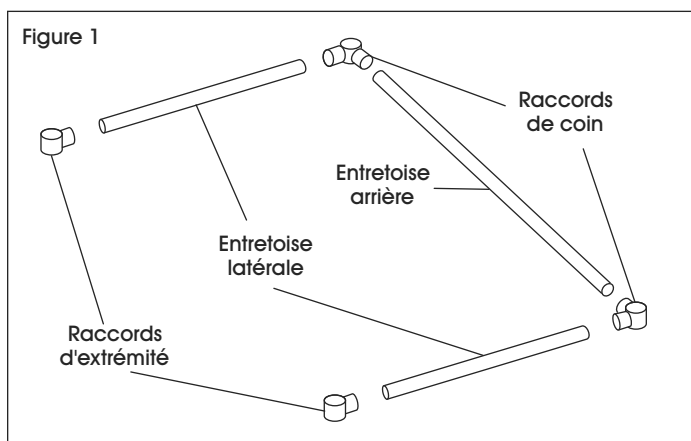 Figure 1
Raccords
de coin
Entretoise
arrière
Entretoise
latérale
Raccords
d'extrémité